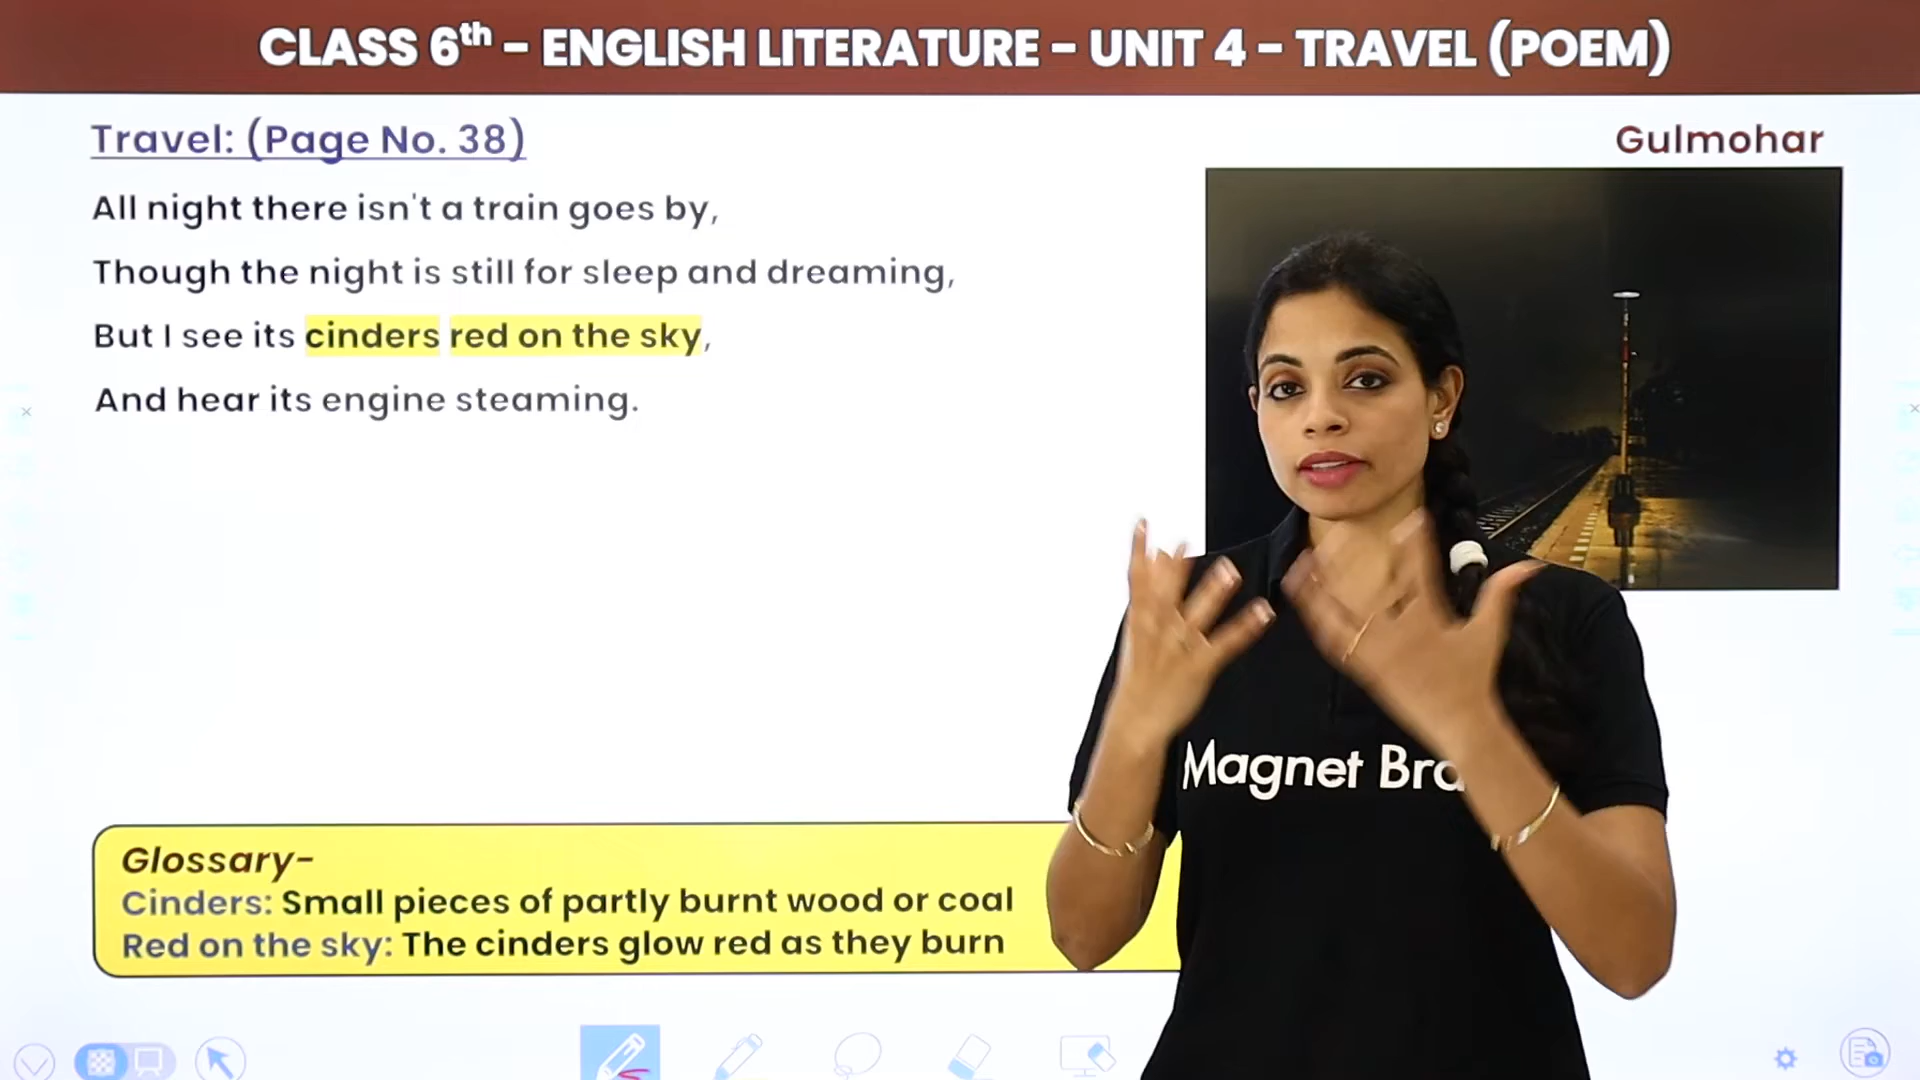 CLASS 6th - ENGLISH LITERATURE - UNIT 4 - TRAVEL (POEM)
Travel: (Page No. 38)
Gulmohar
All night there isn't a train goes by,
Though the night is still for sleep and dreaming,
But I see its cinders red on the sky,
And hear its engine steaming.
Magnet Bra
Glossary-
Cinders: Small pieces of partly burnt wood or coal
Red on the sky: The cinders glow red as they burn